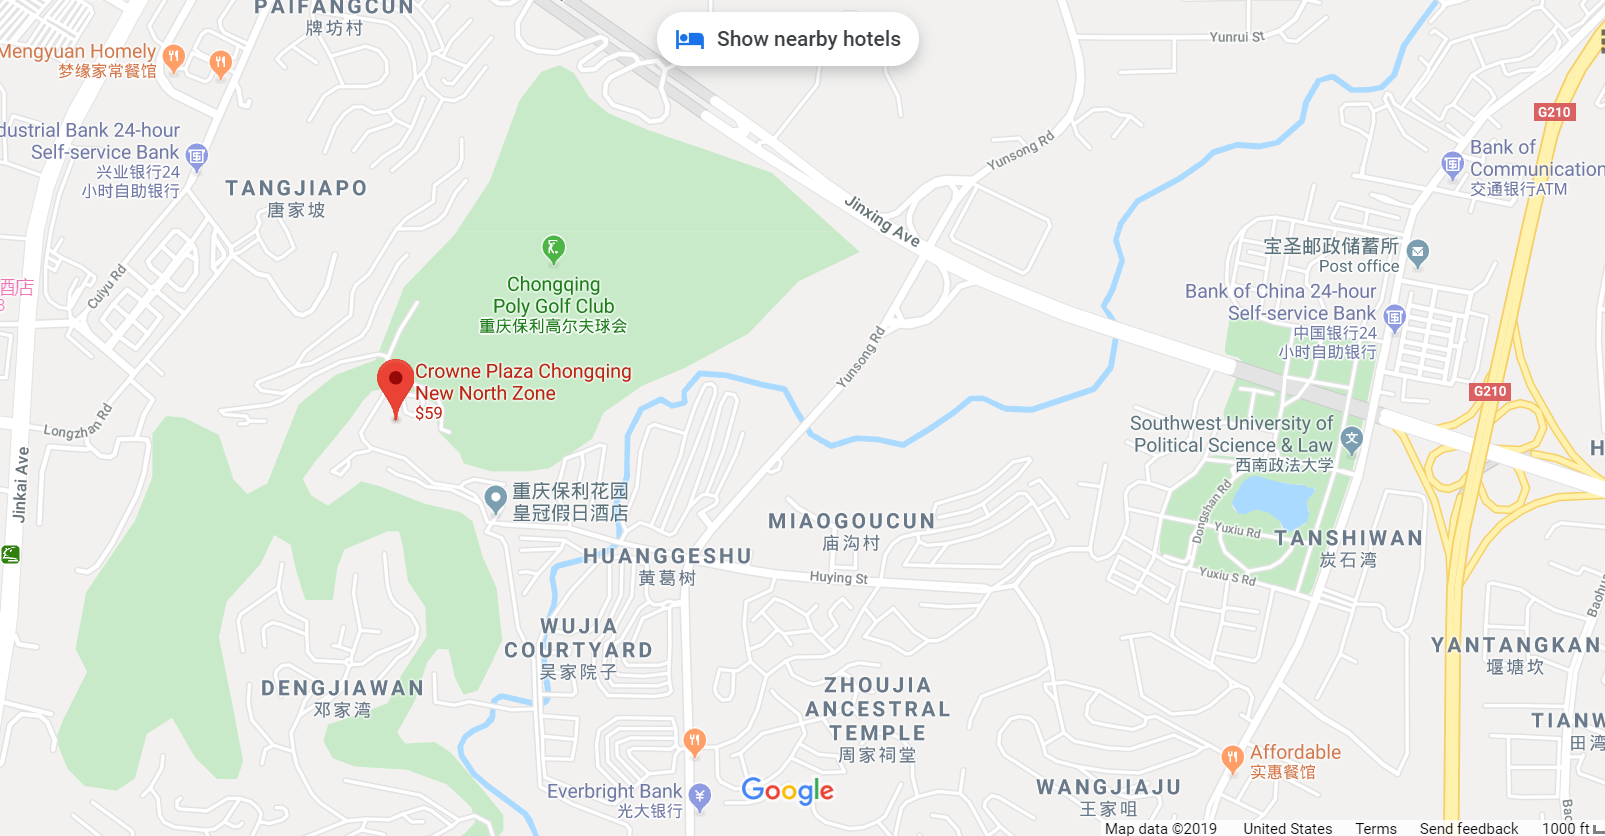 PAIFANGCUN
牌坊村
Show nearby hotels
Yunrui St
Mengyuan Homely
梦缘家常餐馆
G210
dustrial Bank 24-hour
Self-service Bank
兴业银行24
小时自助银行
Yunsong Rd
Bank of
Communication
交通银行ATM
TANGJIAPO
唐家坡
Jinxing Ave
宝圣邮政储蓄所
Post office
Cuiyu Rd
酒店
Chongqing
Poly Golf Club
重庆保利高尔夫球会
Bank of China 24-hour
Self-service Bank
中国银行24
小时自助银行
Yunsong Rd
Crowne Plaza Chongqing
New North Zone
$59
G210
Longzhan Rd
Jinkai Ave
Southwest University of
Political Science & Law
西南政法大学
文
H
重庆保利花园
皇冠假日酒店
Dongshan Rd
Yuxiu Rd
MIAOGOUCUN
庙沟村
TANSHIWAN
炭石湾
HUANGGESHU
黄葛树
Huying St
Yuxiu S Rd
Baohu
WUJIA
COURTYARD
吴家院子
YANTANGKAN
堰塘坎
DENGJIAWAN
邓家湾
ZHOUJIA
ANCESTRAL
TEMPLE
周家祠堂
TIANW
田湾
Affordable
实惠餐馆
Everbright Bank
光大银行
¥
Google
WANGJIAJU
王家咀
Bac
Map data ©2019 United States Terms Send feedback 1000 ft